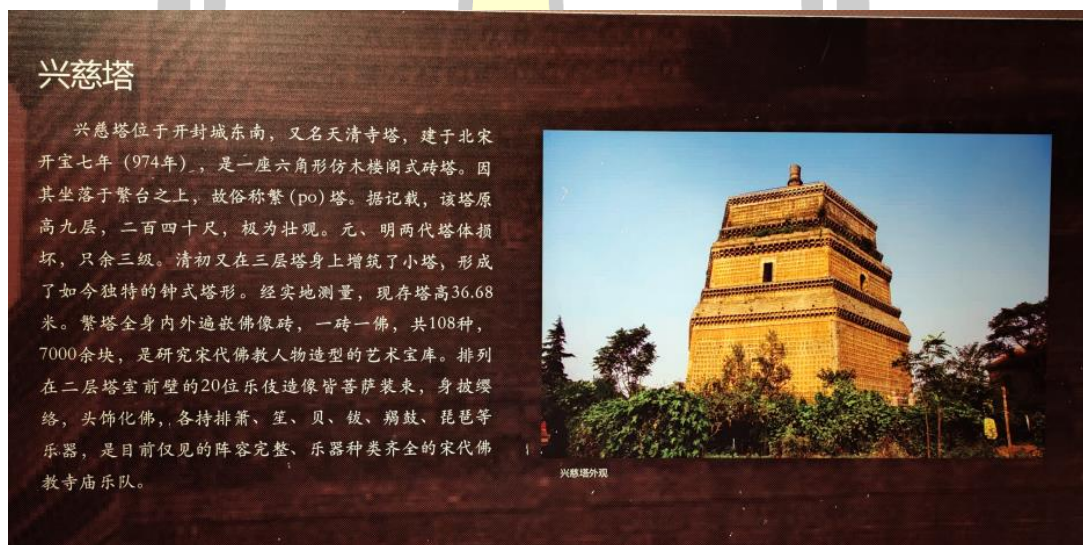 兴慈塔
兴慈塔位于开封城东南，又名天清寺塔，建于北宋
开宝七年（974年），是一座六角形仿木楼阁式砖塔。因
其坐落于繁台之上，故俗称繁(po)塔。据记载，该塔原
高九层，二百四十尺，极为壮观。元、明两代塔体损
坏，只余三级。清初又在三层塔身上增筑了小塔，形成
了如今独特的钟式塔形。经实地测量，现存塔高36.68
米。繁塔全身内外遍嵌佛像砖，一砖一佛，共108种，
7000余块，是研究宋代佛教人物造型的艺术宝库。排列
在二层塔室前壁的20位乐伎造像皆菩萨装束，身披缨
络，头饰化佛，各持排箫、笙、贝、钹、羯鼓、琵琶等
乐器，是目前仅见的阵容完整、乐器种类齐全的宋代佛
教寺庙乐队。
兴慈塔外观